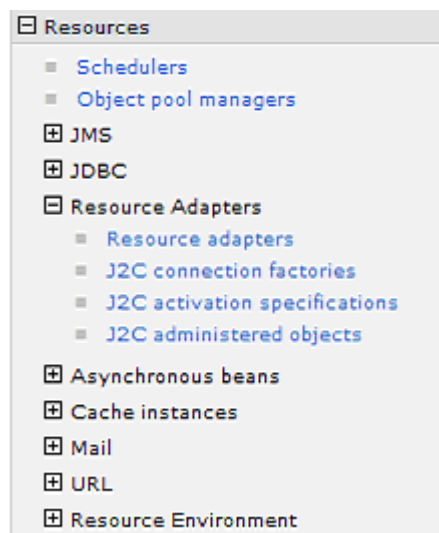 Resources
Schedulers
Object pool managers
JMS
JDBC
Resource Adapters
Resource adapters
J2C connection factories
J2C activation specifications
J2C administered objects
Asynchronous beans
Cache instances
Mail
URL
Resource Environment